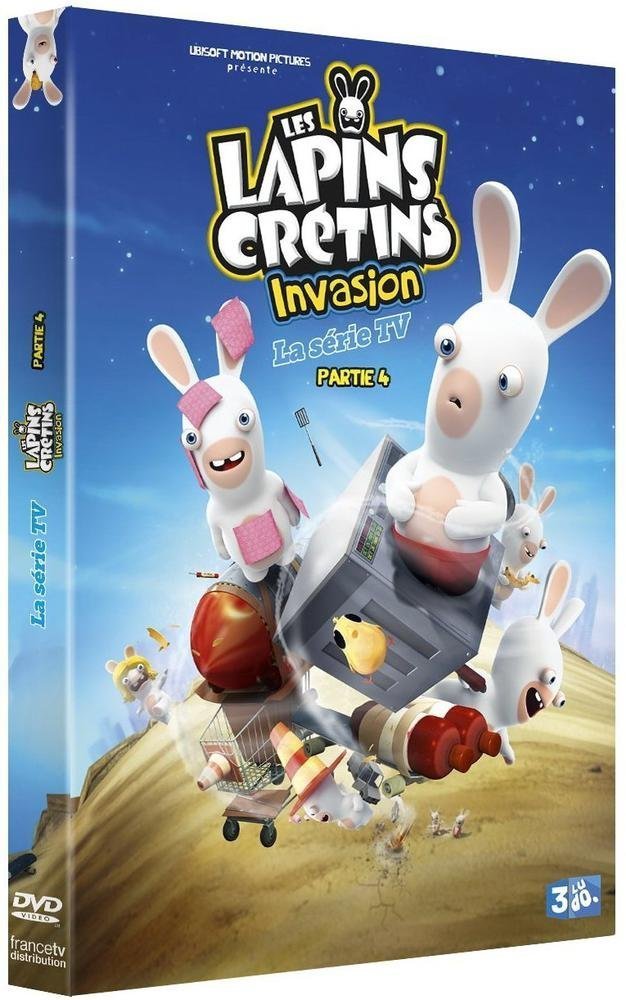 UBISOFT MOTION PICTURES
présente
LES
LAPINS
CRÉTINS
Invasion
La série TV
PARTIE 4
PARTIE 4
LES
LAPINS
CRÉTINS
Invasion
La série TV
DVD
VIDEO
francetv
distribution
3 LUDO.